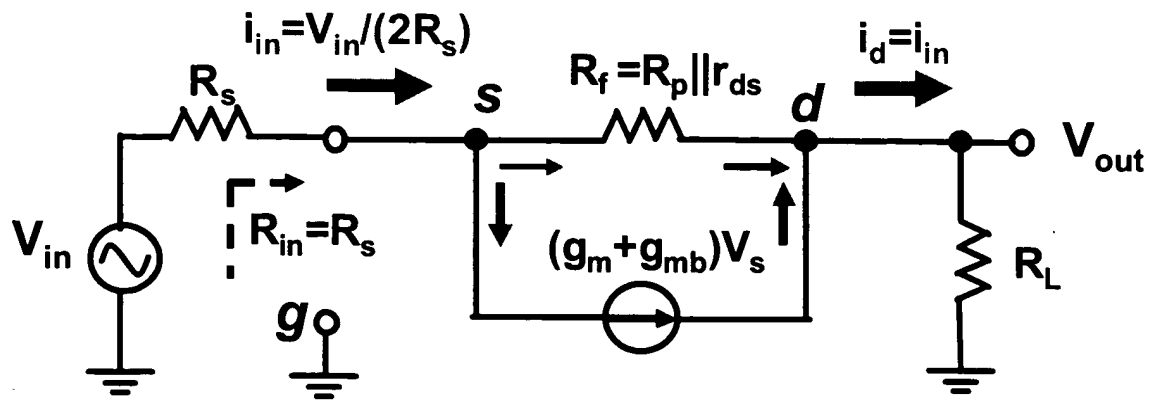 i_in=V_in/(2R_s)
i_d=i_in
R_s
R_f=R_p||r_ds
s
d
V_out
R_in=R_s
V_in
(g_m+g_mb)V_s
R_L
g